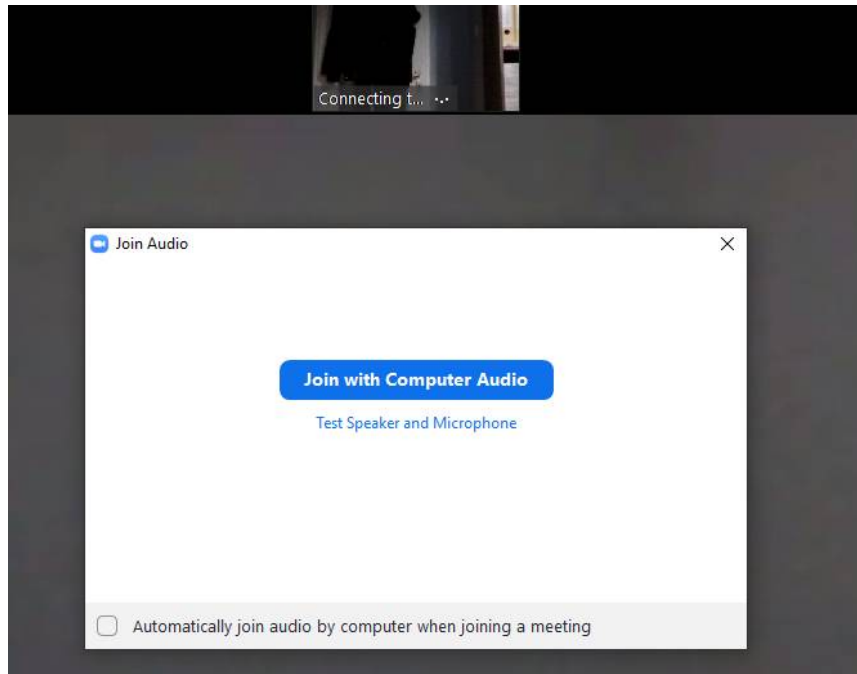 Connecting t... ...
Join Audio
Join with Computer Audio
Test Speaker and Microphone
Automatically join audio by computer when joining a meeting